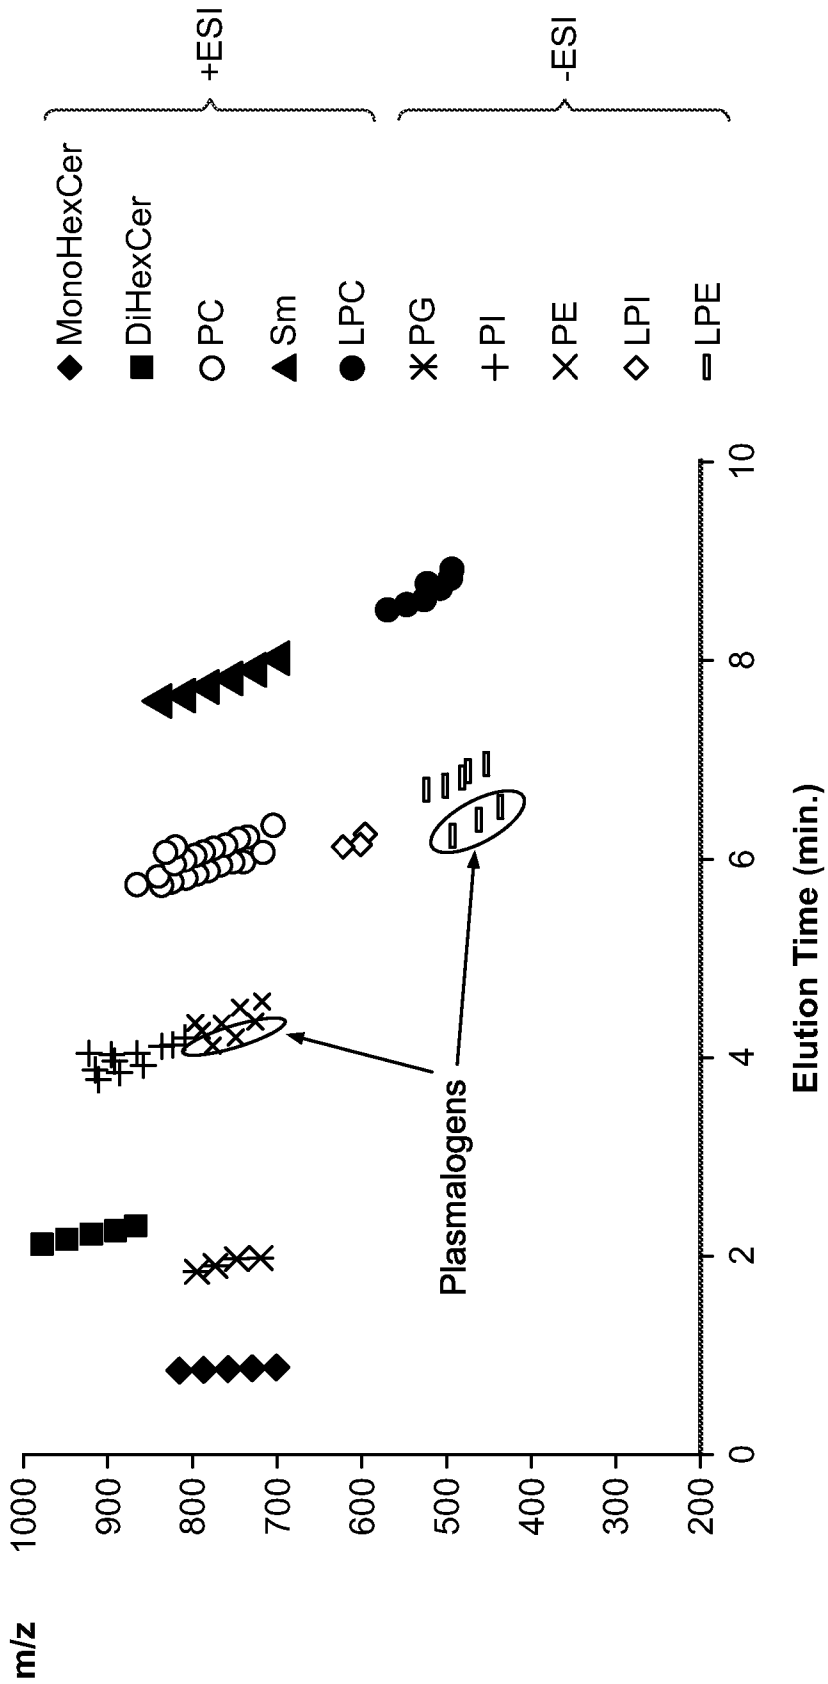 m/z
1000
900
800
700
600
500
400
300
200
0
2
4
6
8
10
Elution Time (min.)
Plasmalogens
MonoHexCer
DiHexCer
PC
Sm
LPC
PG
PI
PE
LPI
LPE
+ESI
-ESI